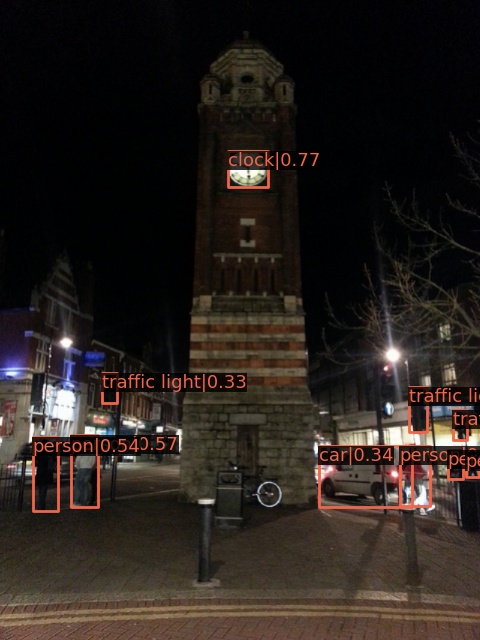 clock|0.77
traffic light|0.33
traffic li
tra
person|0.54
0.57
car|0.34
perso
pe
pe